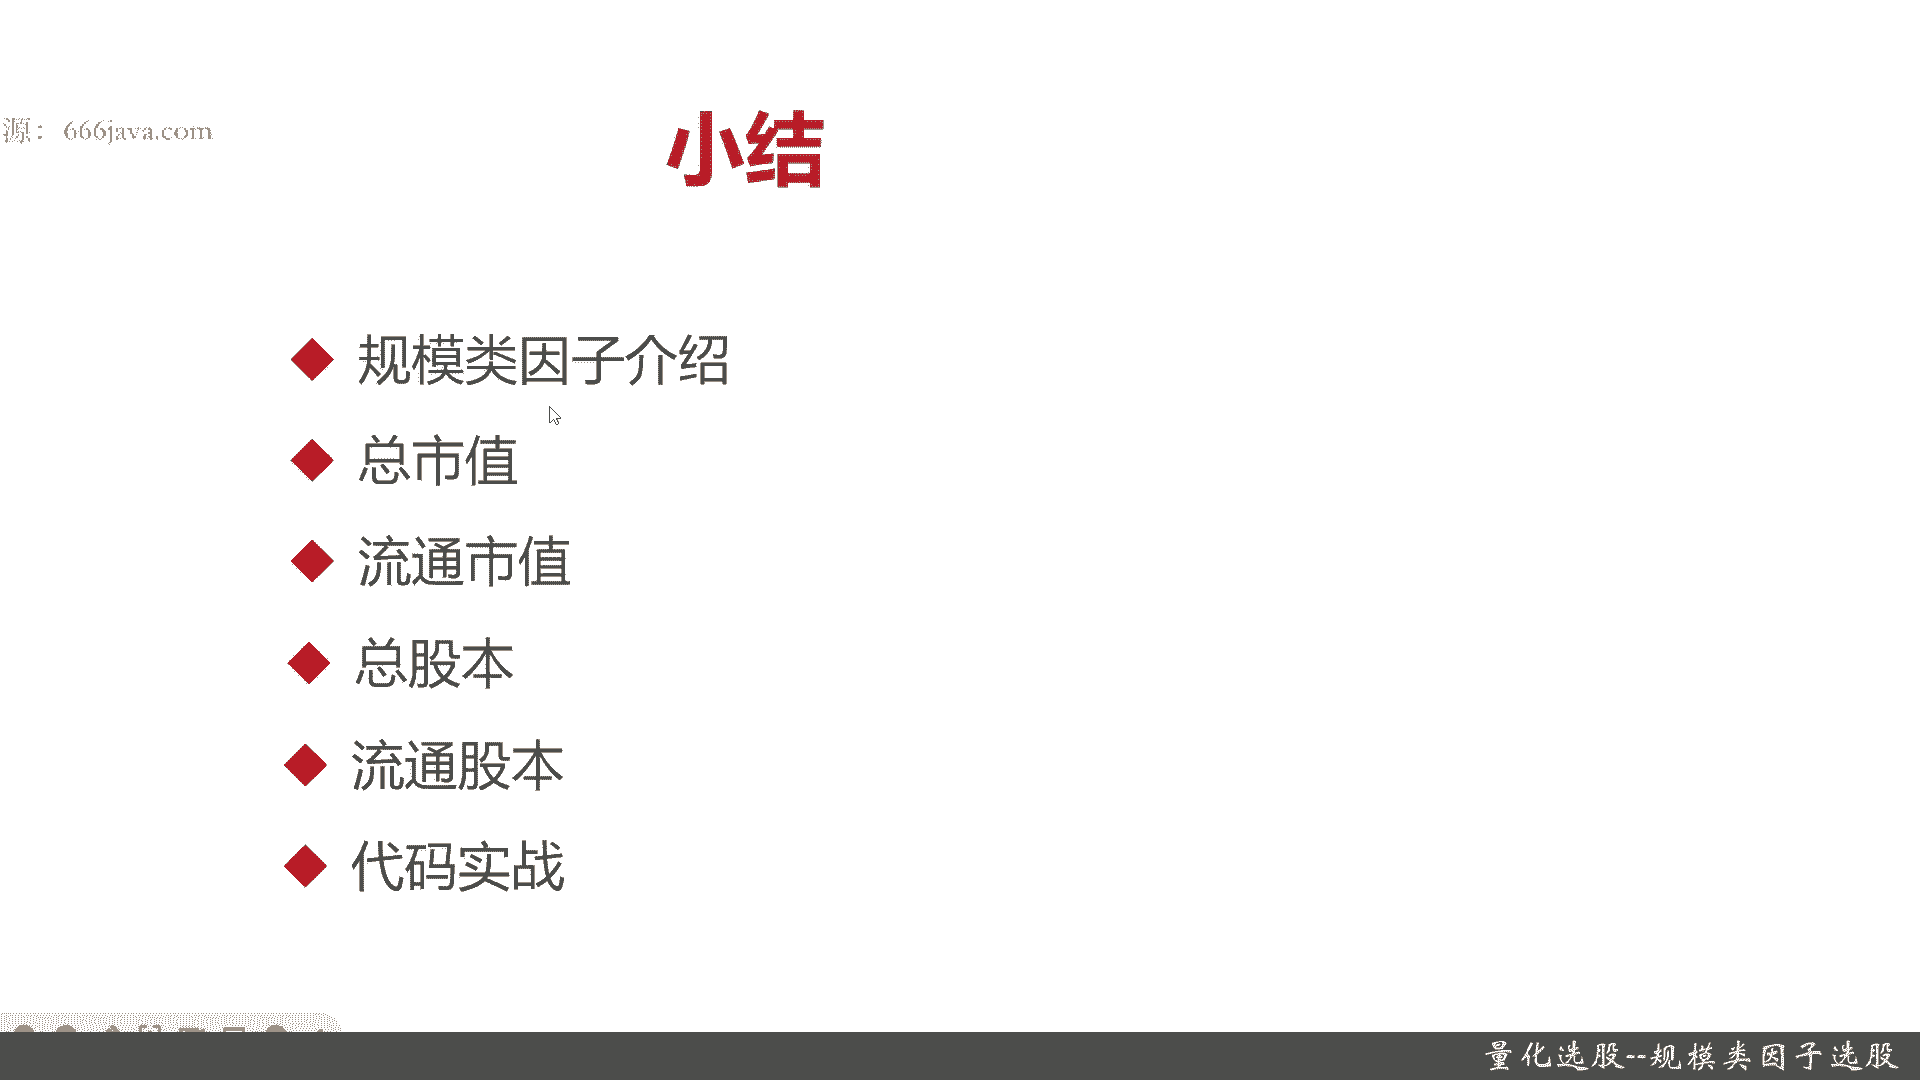 源：666java.com
小结
规模类因子介绍
总市值
流通市值
总股本
流通股本
代码实战
量化选股--规模类因子选股